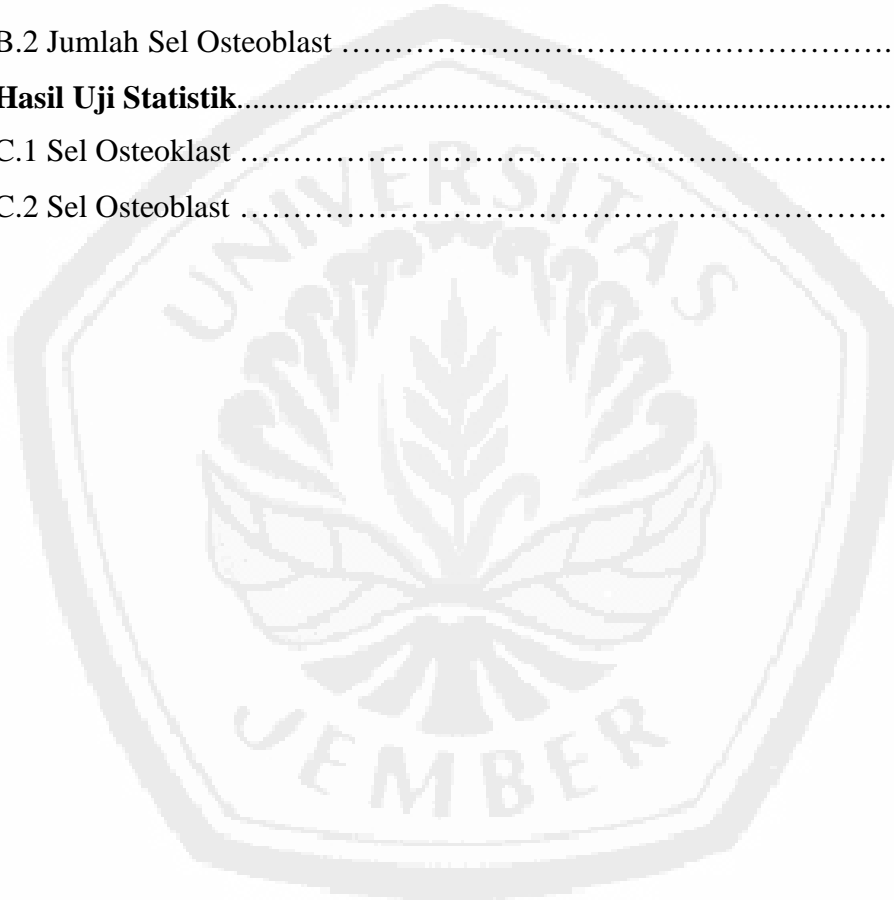 B.2 Jumlah Sel Osteoblast ……………………………………………
Hasil Uji Statistik..........................................................................................
C.1 Sel Osteoklast ……………………………………………………
C.2 Sel Osteoblast ……………………………………………………
UNIVERSITAS
JEMBER